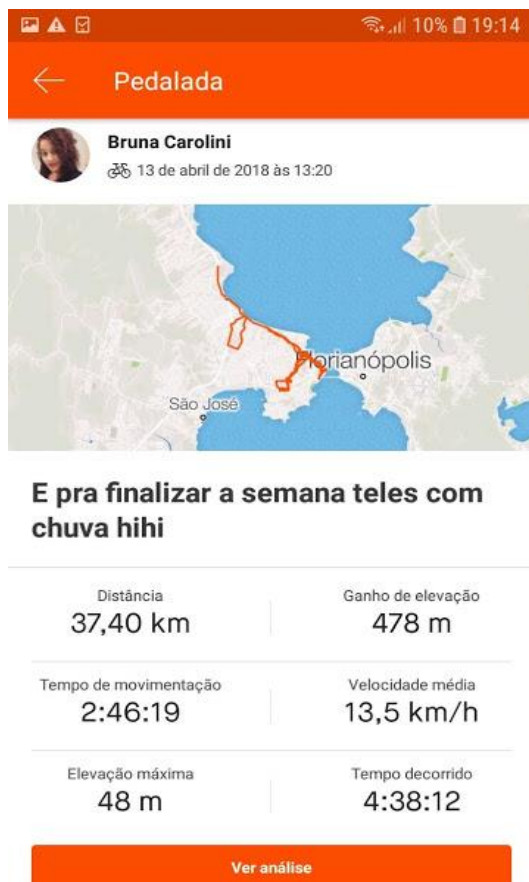 10% 19:14
Pedalada
Bruna Carolini
13 de abril de 2018 às 13:20
Florianópolis
São José
E pra finalizar a semana teles com
chuva hihi
Distância
Ganho de elevação
37,40 km
478 m
Tempo de movimentação
Velocidade média
2:46:19
13,5 km/h
Elevação máxima
Tempo decorrido
48 m
4:38:12
Ver análise